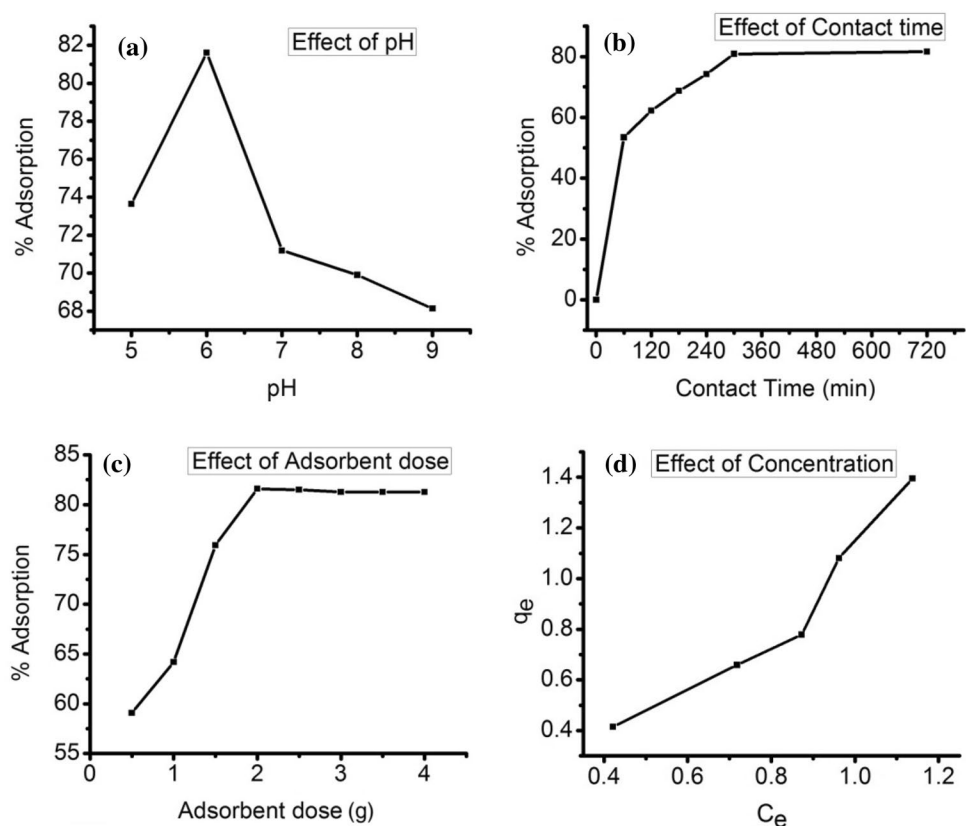 (a)
Effect of pH
82
80
78
76
74
72
70
68
% Adsorption
5 6 7 8 9
pH
(b)
Effect of Contact time
80
60
40
20
0
% Adsorption
0 120 240 360 480 600 720
Contact Time (min)
(c)
Effect of Adsorbent dose
85
80
75
70
65
60
55
% Adsorption
0 1 2 3 4
Adsorbent dose (g)
(d)
Effect of Concentration
1.4
1.2
1.0
0.8
0.6
0.4
qe
0.4 0.6 0.8 1.0 1.2
Ce